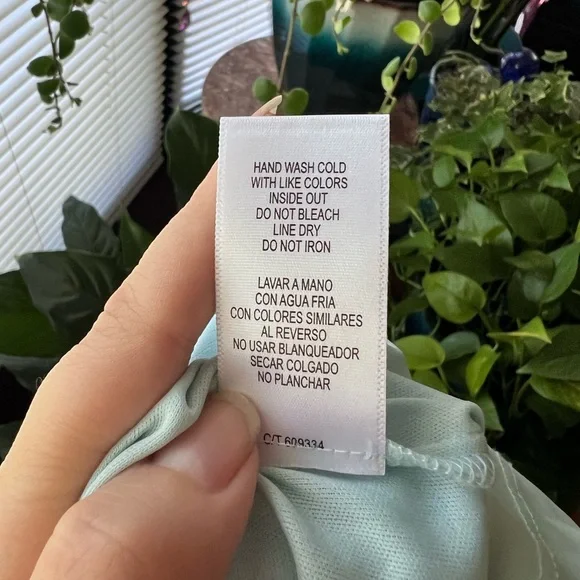 HAND WASH COLD
WITH LIKE COLORS
INSIDE OUT
DO NOT BLEACH
LINE DRY
DO NOT IRON
LAVAR A MANO
CON AGUA FRIA
CON COLORES SIMILARES
AL REVERSO
NO USAR BLANQUEADOR
SECAR COLGADO
NO PLANCHAR
C/T 609334